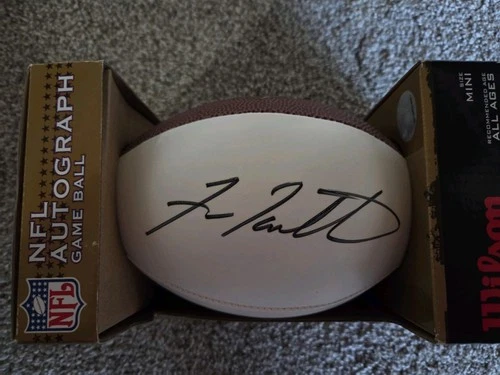 NFL
AUTOGRAPH
GAME BALL
NFL
SIZE
MINI
RECOMMENDED AGE
ALL AGES
Wilson